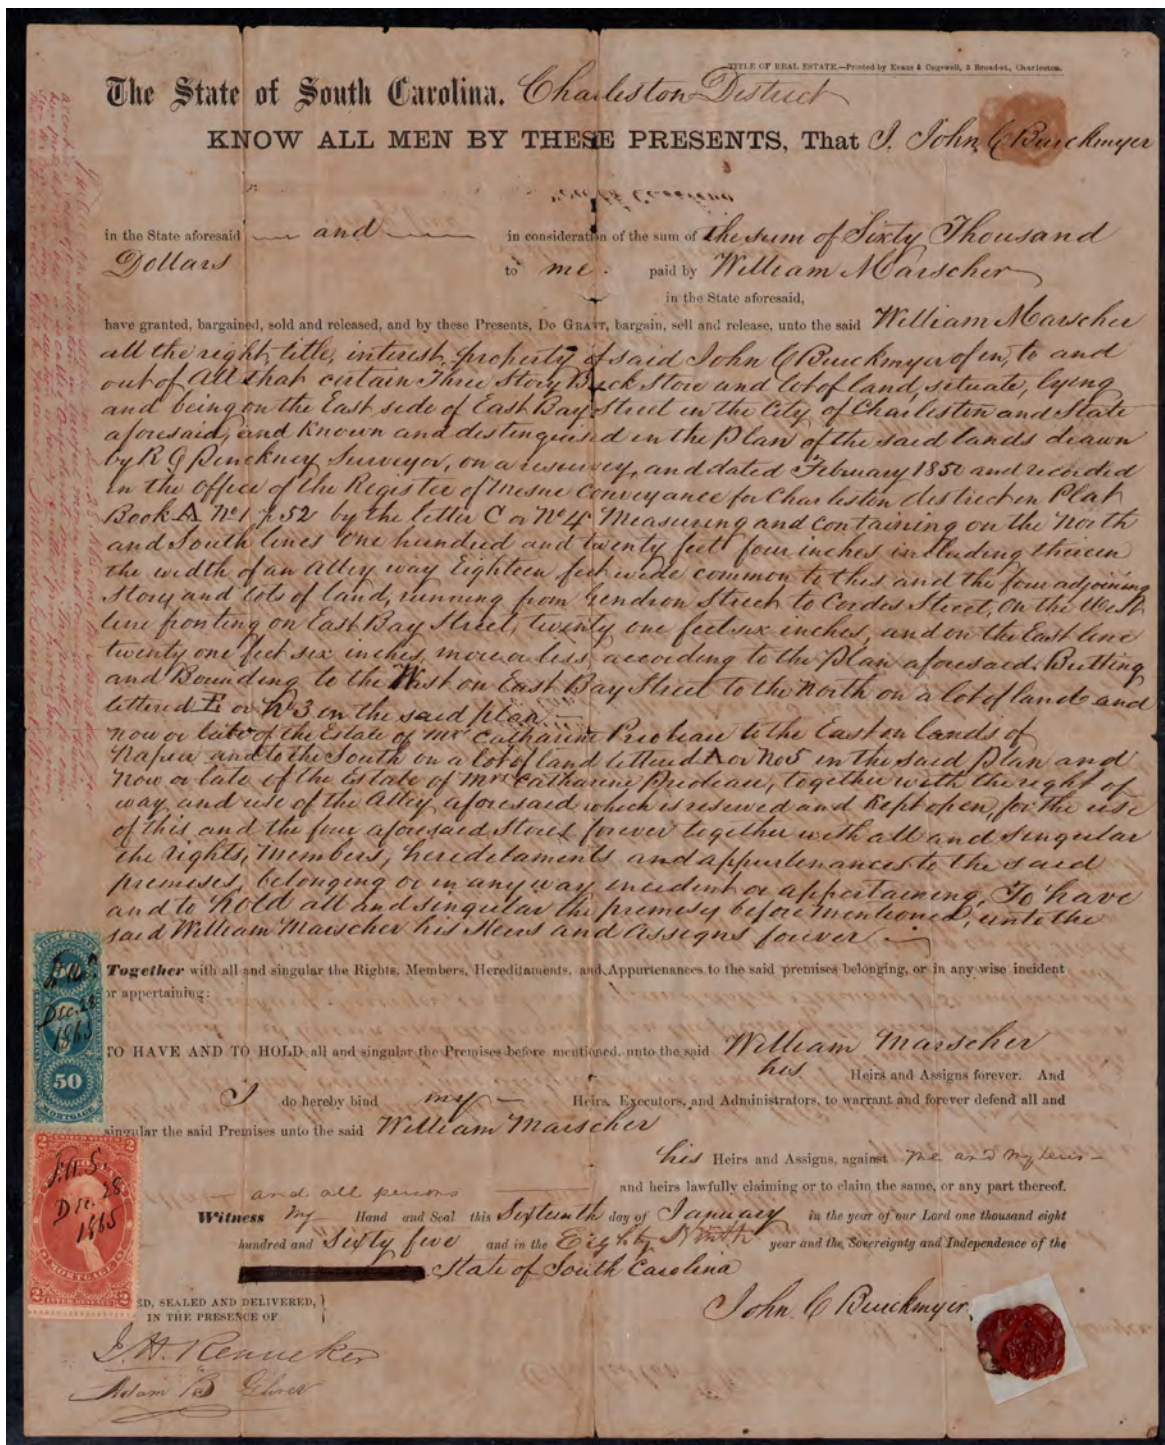 TITLE OF REAL ESTATE.—Printed by Evans & Cogswell, 3 Broad-st., Charleston.
The State of South Carolina. Charleston District
KNOW ALL MEN BY THESE PRESENTS, That I. John C Burckmyer
in the State aforesaid — and — in consideration of the sum of the sum of Sixty Thousand
Dollars to me. paid by William Marscher
in the State aforesaid,
have granted, bargained, sold and released, and by these Presents, Do GRANT, bargain, sell and release, unto the said William Marscher
all the right, title, interest, property of said John C Burckmyer of in, to and
out of All that certain Three Story Brick Store and lot of land, situate, lying
and being on the East side of East Bay Street in the City of Charleston and State
aforesaid, and Known and distinguised in the Plan of the said lands drawn
by R G Pinckney Surveyor, on a resurvey, and dated February 1850 and recorded
in the Office of the Register of Mesne Conveyance for Charleston district in Plat
Book A No 1 p 52 by the letter C or No 4 Measuring and containing on the North
and South lines One hundred and twenty feet four inches including therein
the width of an Alley way Eighteen feet wide common to this and the four adjoining
Story and lots of land, running from Gendron Street to Cordes Street, on the West
line fronting on East Bay Street, twenty one feet six inches, and on the East line
twenty one feet six inches, more or less, according to the Plan aforesaid. Butting
and Bounding to the West on East Bay Street to the North on a lot of land and
lettered or No 3 on the said plan
now or late of the Estate of Mrs Catharine Prioleau to the East on lands of
Napier and to the South on a lot of land lettered or No 5 in the said Plan and
Now or late of the Estate of Mrs Catharine Prioleau, together with the right of
way, and use of the Alley aforesaid which is reserved and Kept open, for the use
of this and the four aforesaid Stores forever together with all and singular
the rights, members, heredetaments and appurtenances to the said
premises, belonging or in any way incident or appertaining, To have
and to hold all and singular the premises before mentioned, unto the
said William Marscher his Heirs and Assigns forever —
Together with all and singular the Rights, Members, Hereditaments, and Appurtenances to the said premises belonging, or in any wise incident
or appertaining:
TO HAVE AND TO HOLD all and singular the Premises before mentioned, unto the said William Marscher
his Heirs and Assigns forever. And
I do hereby bind my — Heirs, Executors, and Administrators, to warrant and forever defend all and
singular the said Premises unto the said William Marscher
his Heirs and Assigns, against me and my heirs —
— and all persons — and heirs lawfully claiming or to claim the same, or any part thereof.
Witness my Hand and Seal this Sixteenth day of January in the year of our Lord one thousand eight
hundred and Sixty five and in the Eighty Ninth year and the Sovereignty and Independence of the
State of South Carolina
John. C Burckmyer.
ED, SEALED AND DELIVERED,
IN THE PRESENCE OF
Adam B
FIFTY CENTS
50
Dec. 28
1865
50
MORTGAGE
2 2
Dec. 28
1865
MORTGAGE
2 2